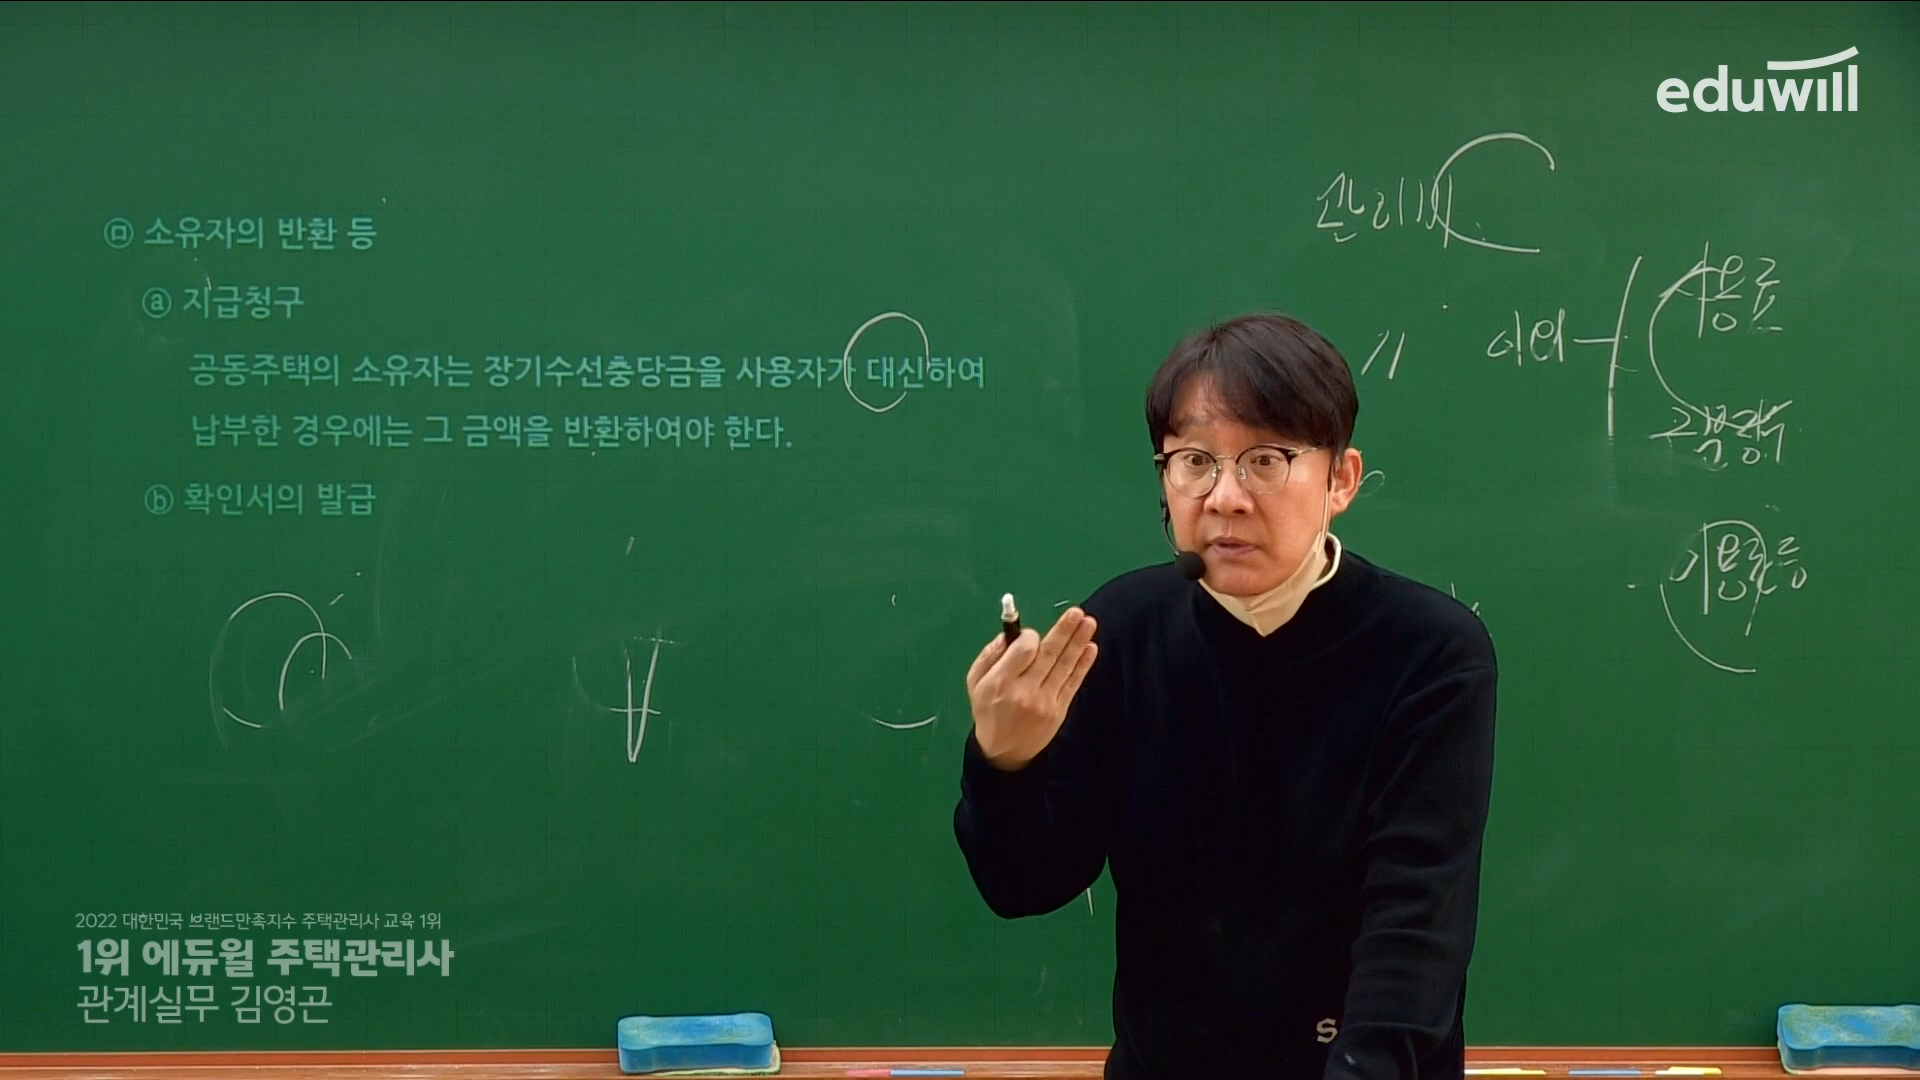 eduwill
㉤ 소유자의 반환 등
ⓐ 지급청구
공동주택의 소유자는 장기수선충당금을 사용자가 대신하여
납부한 경우에는 그 금액을 반환하여야 한다.
ⓑ 확인서의 발급
관리비
이외
사용료
2022 대한민국 브랜드만족지수 주택관리사 교육 1위
1위 에듀윌 주택관리사
관계실무 김영곤
S